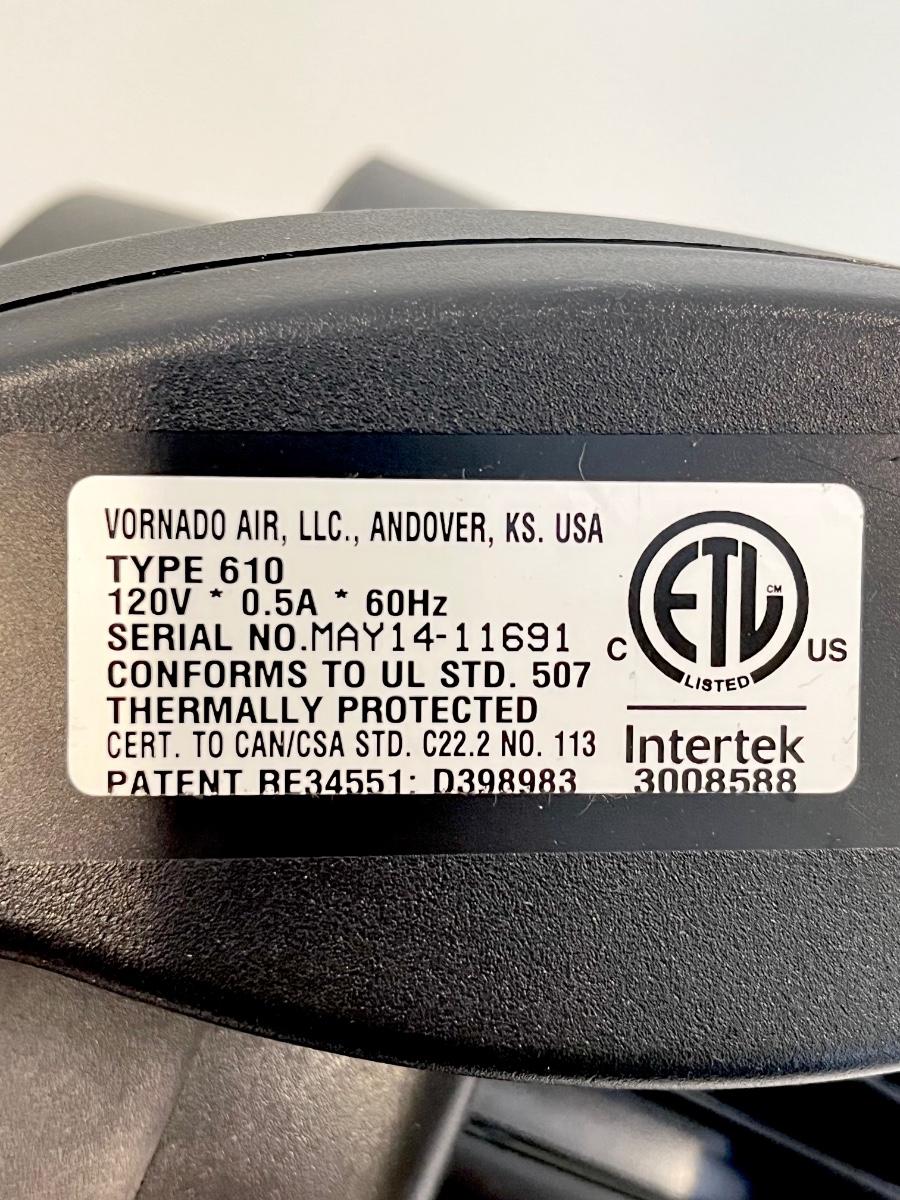 VORNADO AIR, LLC., ANDOVER, KS. USA
TYPE 610
120V * 0.5A * 60Hz
SERIAL NO.MAY14-11691
CONFORMS TO UL STD. 507
THERMALLY PROTECTED
CERT. TO CAN/CSA STD. C22.2 NO. 113
PATENT RE34551; D398983
ETL CM
C US
LISTED
Intertek
3008588